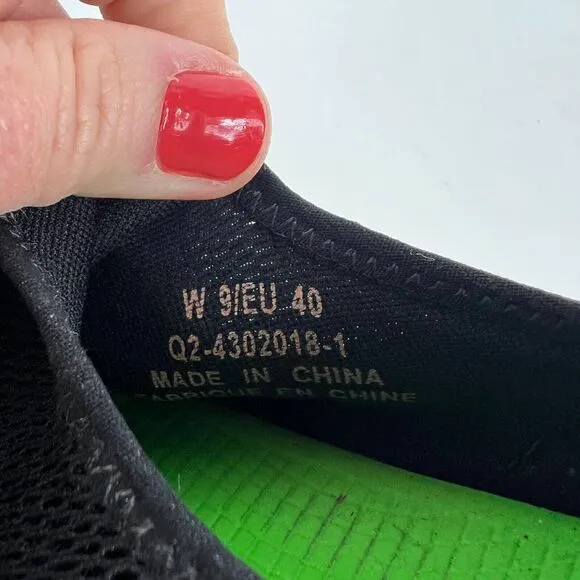 W 9/EU 40
Q2-4302018-1
MADE IN CHINA
FABRIQUE EN CHINE